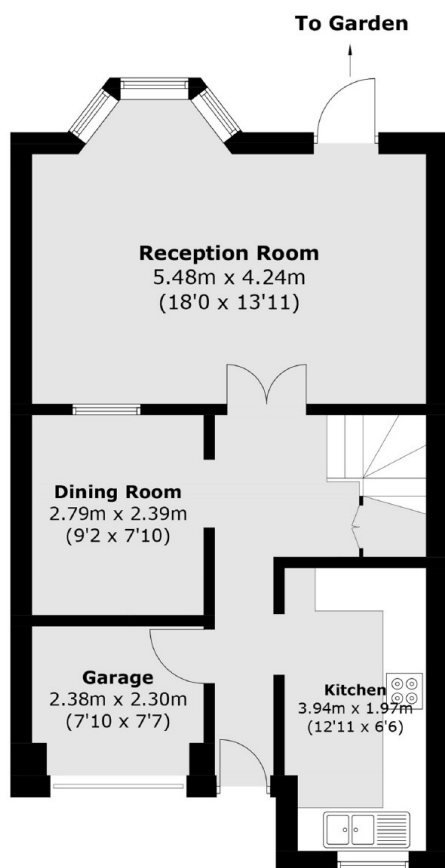 To Garden
Reception Room
5.48m x 4.24m
(18'0 x 13'11)
Dining Room
2.79m x 2.39m
(9'2 x 7'10)
Garage
2.38m x 2.30m
(7'10 x 7'7)
Kitchen
3.94m x 1.97m
(12'11 x 6'6)